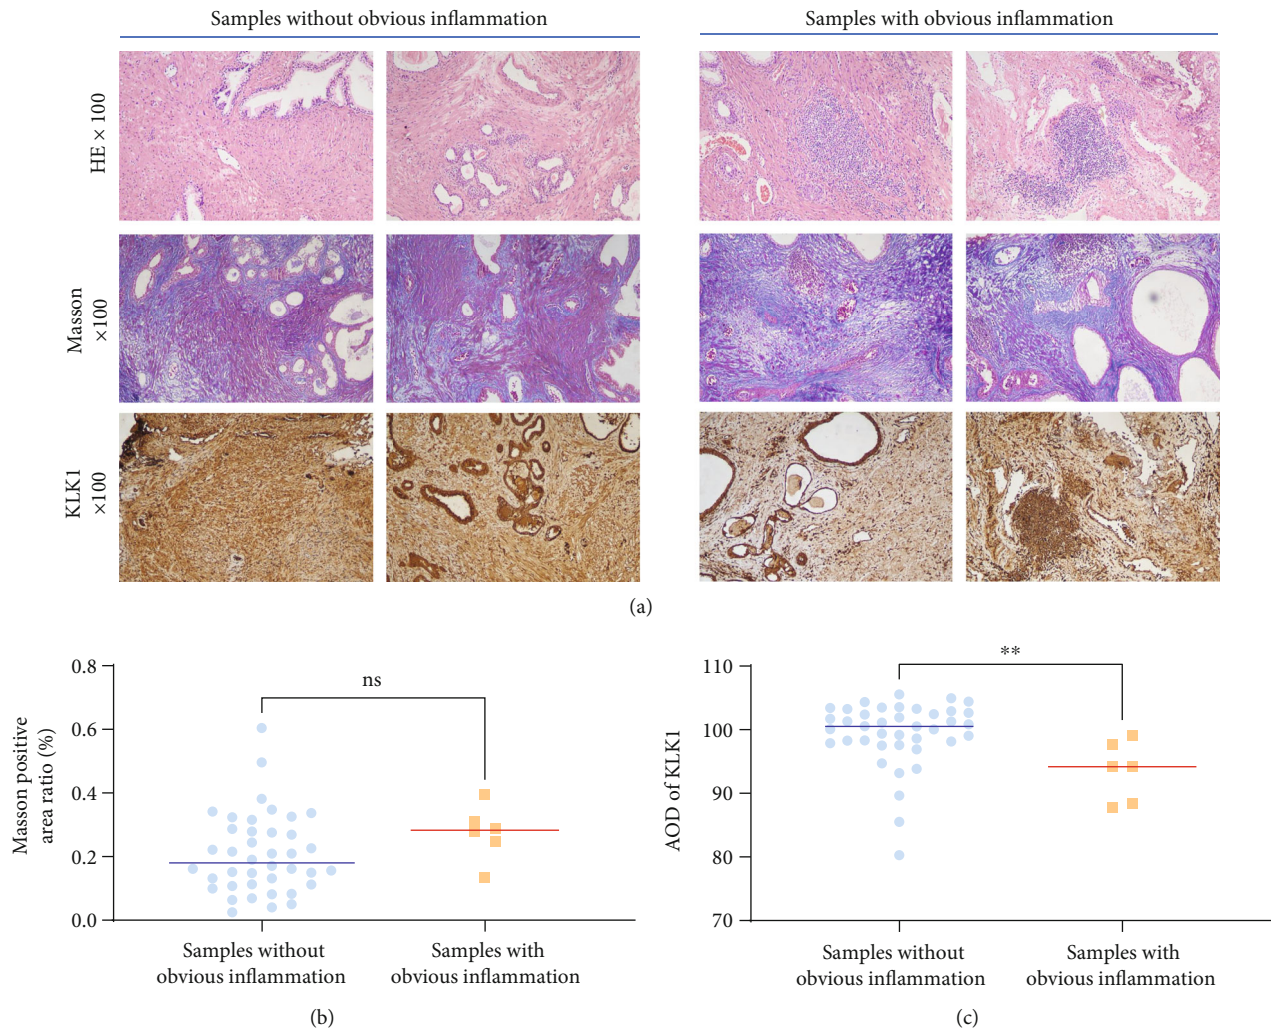 Samples without obvious inflammation
Samples with obvious inflammation
HE × 100
Masson
×100
KLK1
×100
(a)
0.8
0.6
0.4
0.2
0.0
Masson positive
area ratio (%)
ns
Samples without
obvious inflammation
Samples with
obvious inflammation
(b)
110
100
90
80
70
AOD of KLK1
**
Samples without
obvious inflammation
Samples with
obvious inflammation
(c)